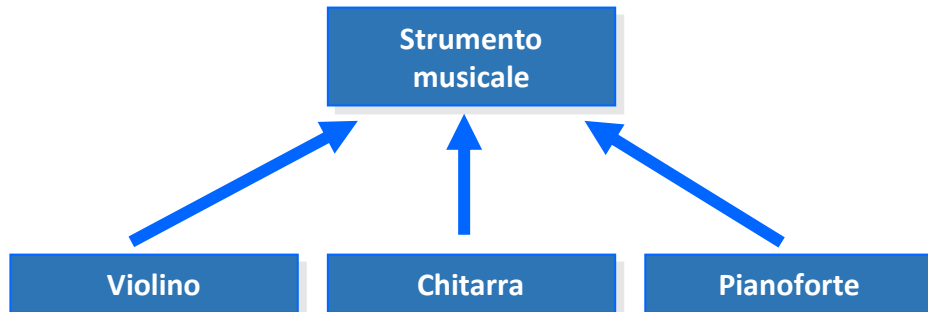 Strumento
musicale
Violino
Chitarra
Pianoforte